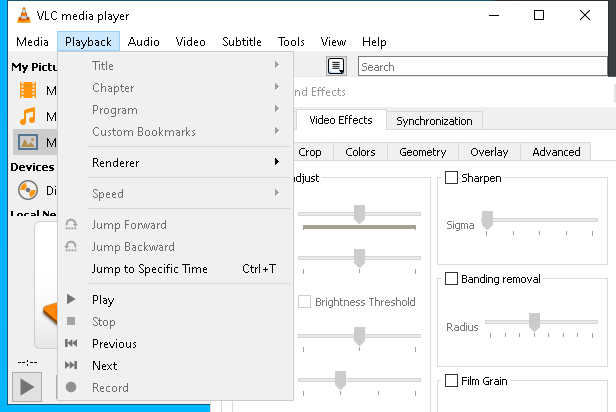 VLC media player
Media Playback Audio Video Subtitle Tools View Help
My Pictu
Title
Search
M
Chapter
nd Effects
M
Program
Video Effects Synchronization
M
Custom Bookmarks
Devices
Renderer
Crop Colors Geometry Overlay Advanced
Di
Speed
djust
Sharpen
Local Ne
Jump Forward
Sigma
Jump Backward
Jump to Specific Time Ctrl+T
Banding removal
Play
Brightness Threshold
Stop
Radius
Previous
--:--
Next
Film Grain
Record